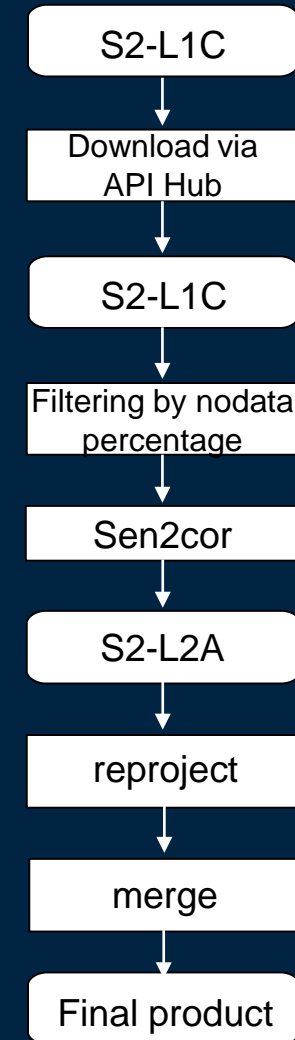 S2-L1C
Download via
API Hub
S2-L1C
Filtering by nodata
percentage
Sen2cor
S2-L2A
reproject
merge
Final product